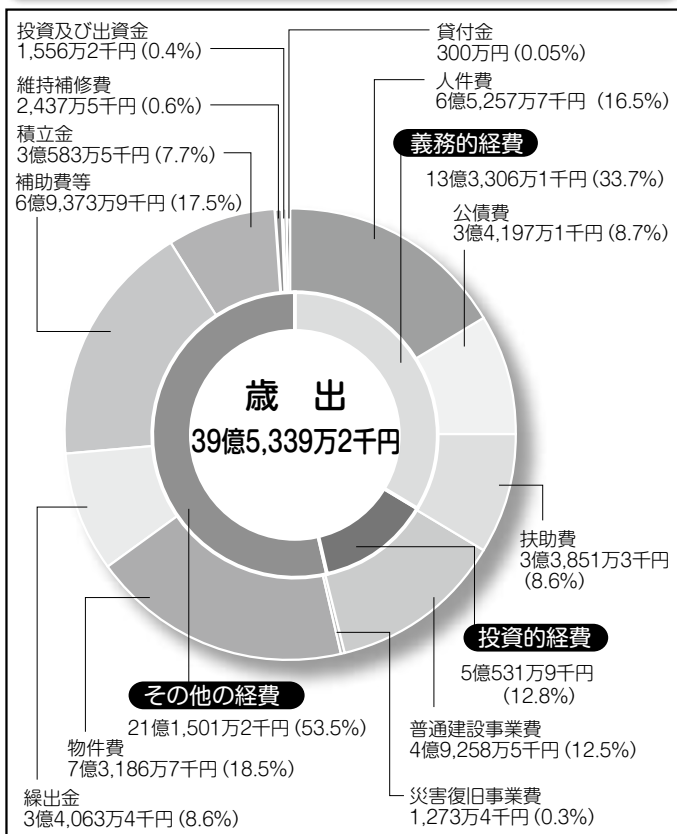 投資及び出資金
1,556万2千円(0.4%)
維持補修費
2,437万5千円(0.6%)
積立金
3億583万5千円(7.7%)
補助費等
6億9,373万9千円(17.5%)
貸付金
300万円(0.05%)
人件費
6億5,257万7千円 (16.5%)
義務的経費
13億3,306万1千円(33.7%)
公債費
3億4,197万1千円(8.7%)
歳 出
39億5,339万2千円
扶助費
3億3,851万3千円
(8.6%)
投資的経費
5億531万9千円
(12.8%)
普通建設事業費
4億9,258万5千円(12.5%)
災害復旧事業費
1,273万4千円(0.3%)
その他の経費
21億1,501万2千円(53.5%)
物件費
7億3,186万7千円(18.5%)
繰出金
3億4,063万4千円(8.6%)